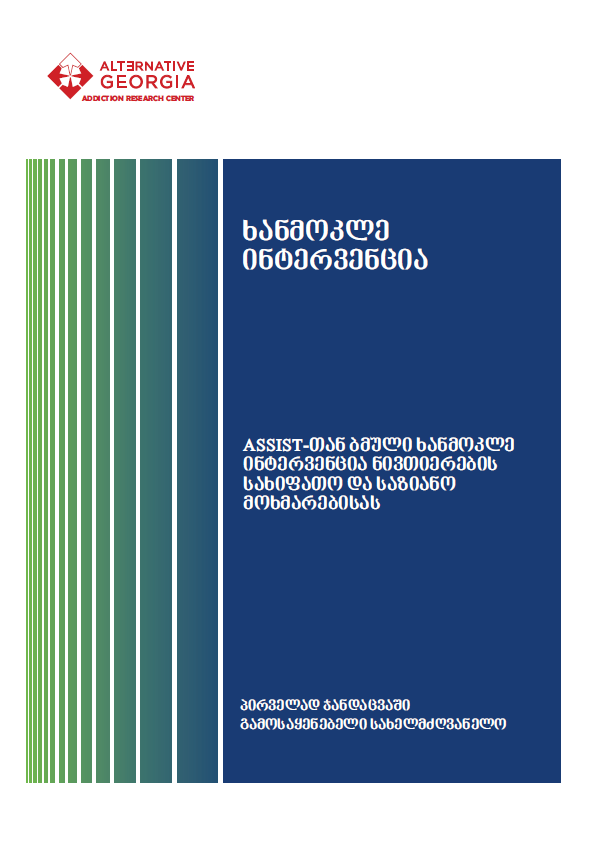 ALTERNATIVE
GEORGIA
ADDICTION RESEARCH CENTER
ხანმოკლე
ინტერვენცია
ASSIST-თან ბმული ხანმოკლე
ინტერვენცია ნივთიერების
სახიფათო და საზიანო
მოხმარებისას
პირველად ჯანდაცვაში
გამოსაყენებელი სახელმძღვანელო